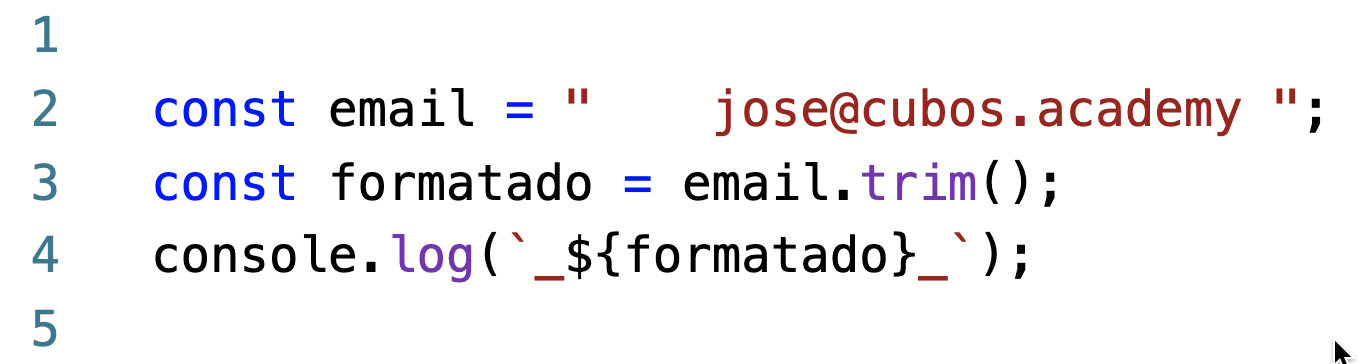 1
2 const email = "    jose@cubos.academy ";
3 const formatado = email.trim();
4 console.log(`_${formatado}_`);
5